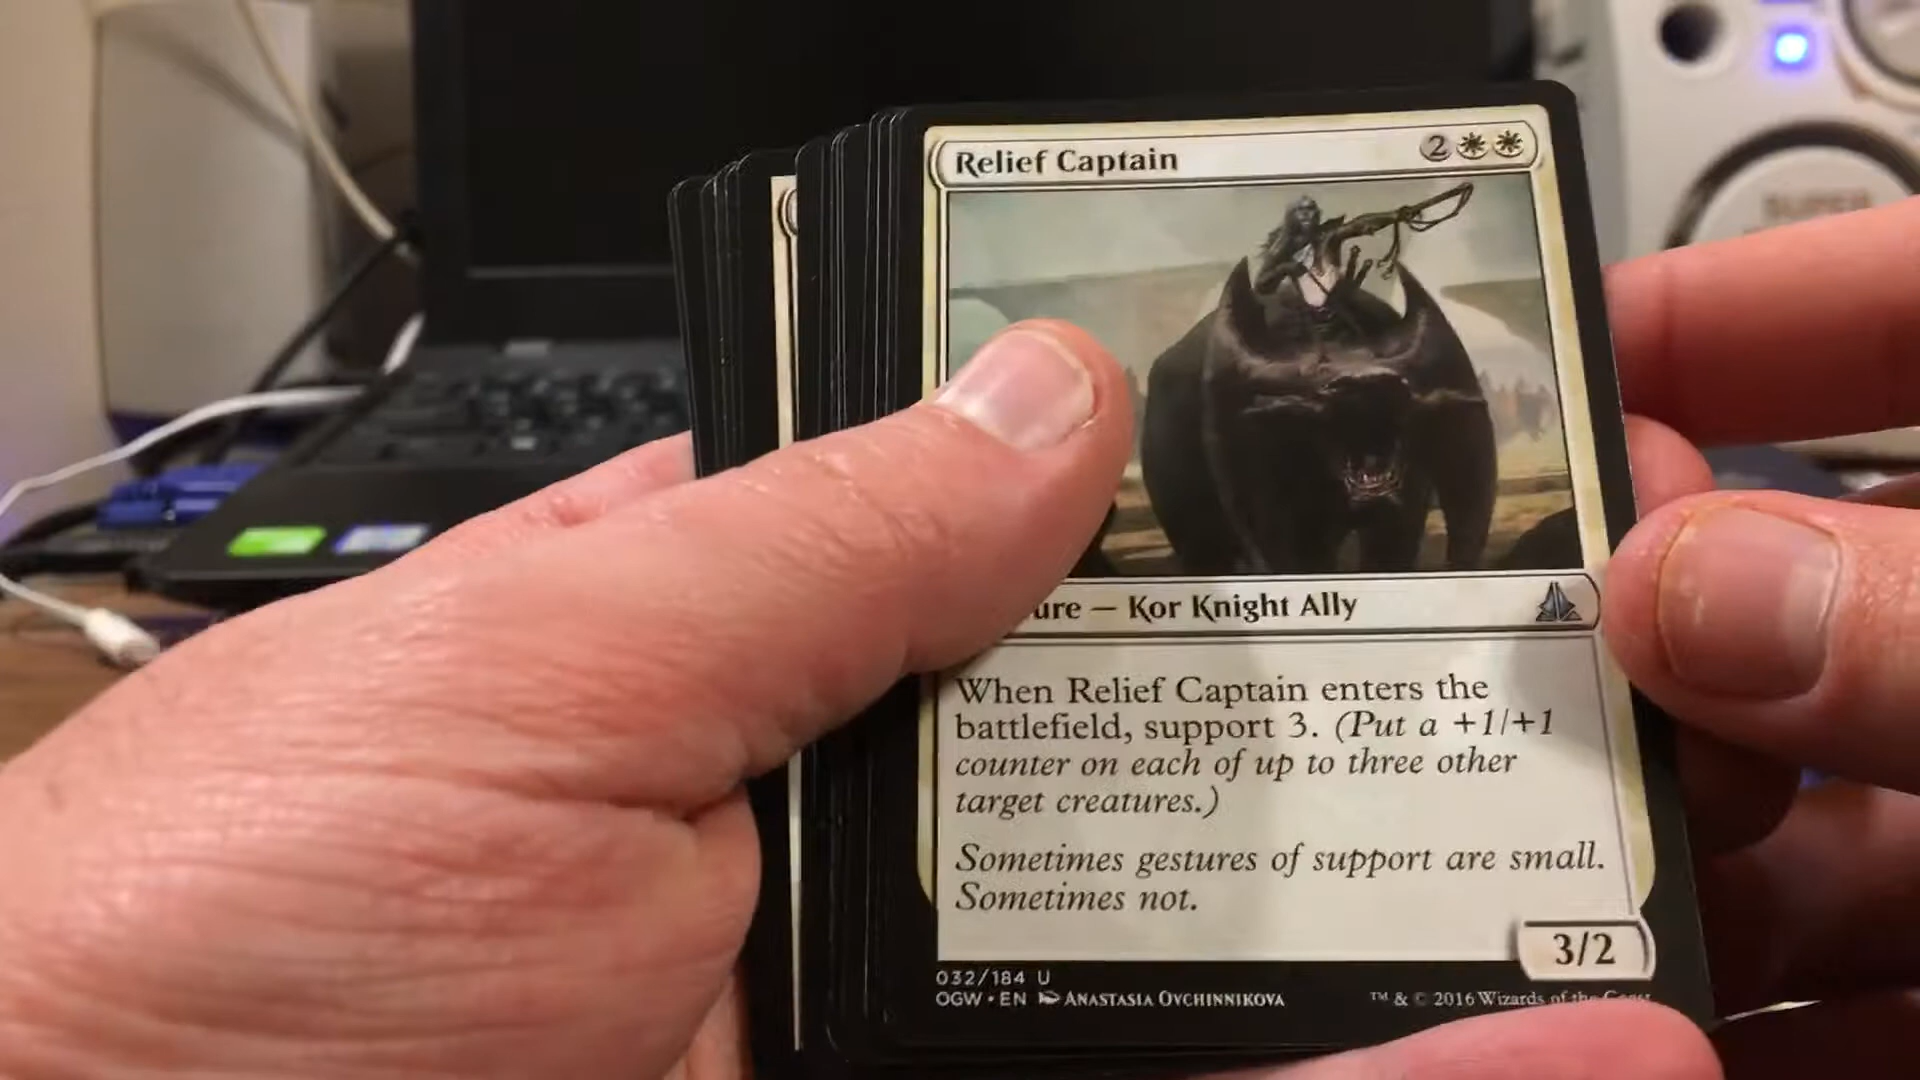 Relief Captain 2
ure — Kor Knight Ally
When Relief Captain enters the
battlefield, support 3. (Put a +1/+1
counter on each of up to three other
target creatures.)
Sometimes gestures of support are small.
Sometimes not.
3/2
032/184 U
OGW • EN ANASTASIA OVCHINNIKOVA ™ & © 2016 Wizards of the Coast
SUPER